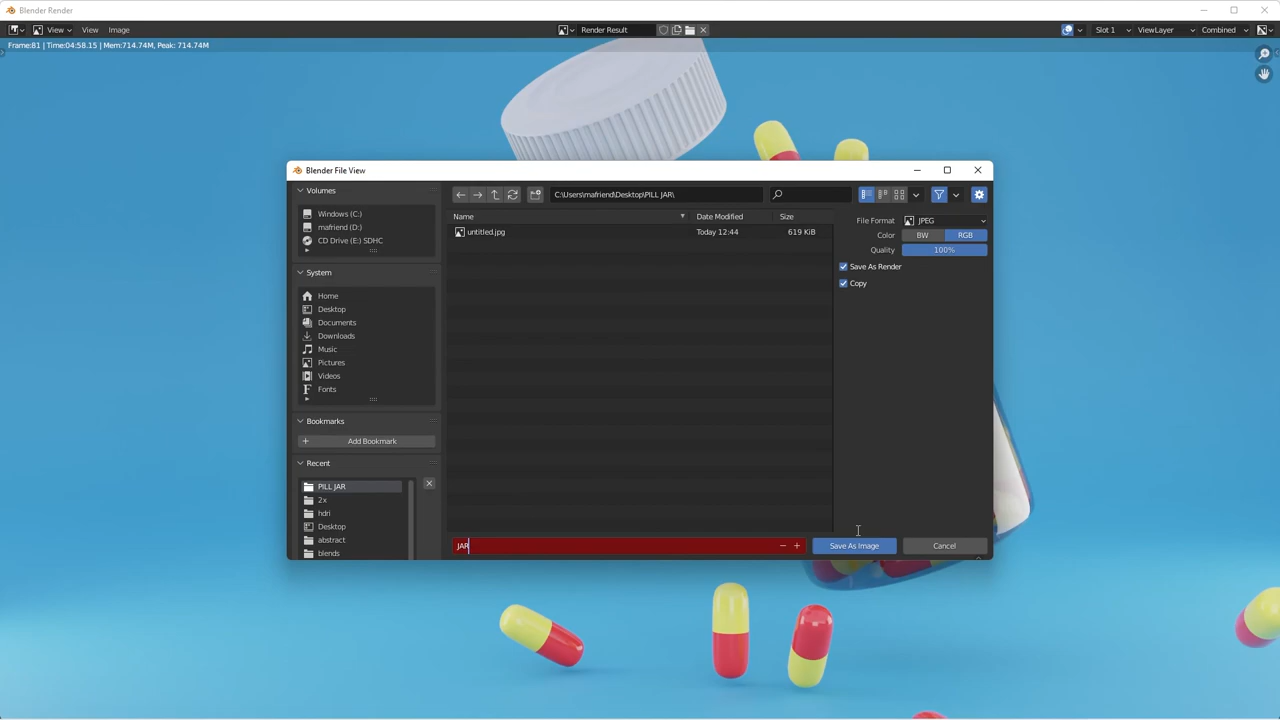 Blender Render
View View Image Render Result Slot 1 ViewLayer Combined
Frame:81 | Time:04:58.15 | Mem:714.74M, Peak: 714.74M
Blender File View
Volumes
Windows (C:)
mafriend (D:)
CD Drive (E:) SDHC
System
Home
Desktop
Documents
Downloads
Music
Pictures
Videos
Fonts
Bookmarks
Add Bookmark
Recent
PILL JAR
2x
hdri
Desktop
abstract
blends
C:\Users\mafriend\Desktop\PILL JAR\
Name Date Modified Size
untitled.jpg Today 12:44 619 KiB
File Format JPEG
Color BW RGB
Quality 100%
Save As Render
Copy
JAR
Save As Image Cancel